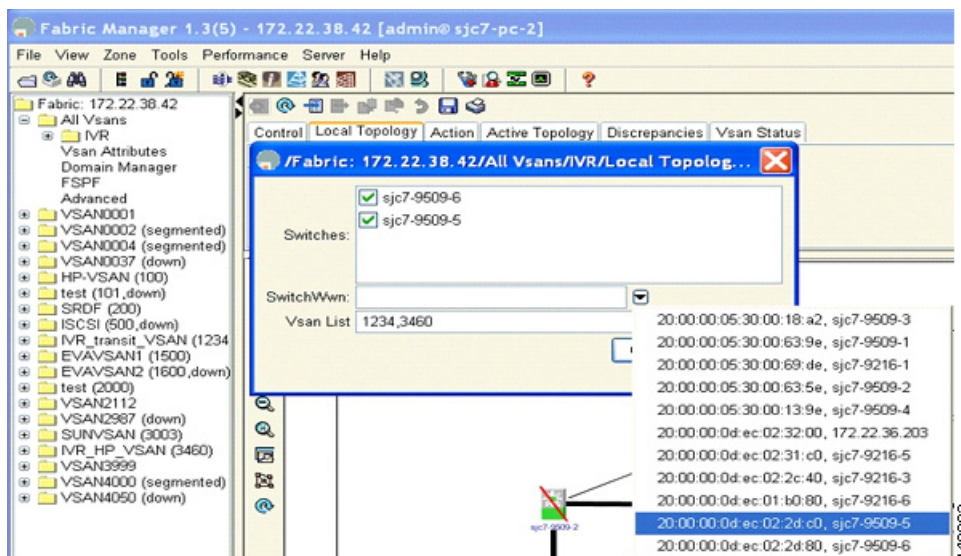 Fabric Manager 1.3(5) - 172.22.38.42 [admin@ sjc7-pc-2]
File View Zone Tools Performance Server Help
Fabric: 172.22.38.42
All Vsans
IVR
Vsan Attributes
Domain Manager
FSPF
Advanced
VSAN0001
VSAN0002 (segmented)
VSAN0004 (segmented)
VSAN0037 (down)
HP-VSAN (100)
test (101,down)
SRDF (200)
ISCSI (500,down)
IVR_transit_VSAN (1234
EVAVSAN1 (1500)
EVAVSAN2 (1600,down)
test (2000)
VSAN2112
VSAN2987 (down)
SUNVSAN (3003)
IVR_HP_VSAN (3460)
VSAN3999
VSAN4000 (segmented)
VSAN4050 (down)
Control Local Topology Action Active Topology Discrepancies Vsan Status
/Fabric: 172.22.38.42/All Vsans/IVR/Local Topolog...
Switches:
sjc7-9509-6
sjc7-9509-5
SwitchWwn:
Vsan List 1234,3460
20:00:00:05:30:00:18:a2, sjc7-9509-3
20:00:00:05:30:00:63:9e, sjc7-9509-1
20:00:00:05:30:00:69:de, sjc7-9216-1
20:00:00:05:30:00:63:5e, sjc7-9509-2
20:00:00:05:30:00:13:9e, sjc7-9509-4
20:00:00:0d:ec:02:32:00, 172.22.36.203
20:00:00:0d:ec:02:31:c0, sjc7-9216-5
20:00:00:0d:ec:02:2c:40, sjc7-9216-3
20:00:00:0d:ec:01:b0:80, sjc7-9216-6
20:00:00:0d:ec:02:2d:c0, sjc7-9509-5
20:00:00:0d:ec:02:2d:80, sjc7-9509-6
sjc7-9509-2